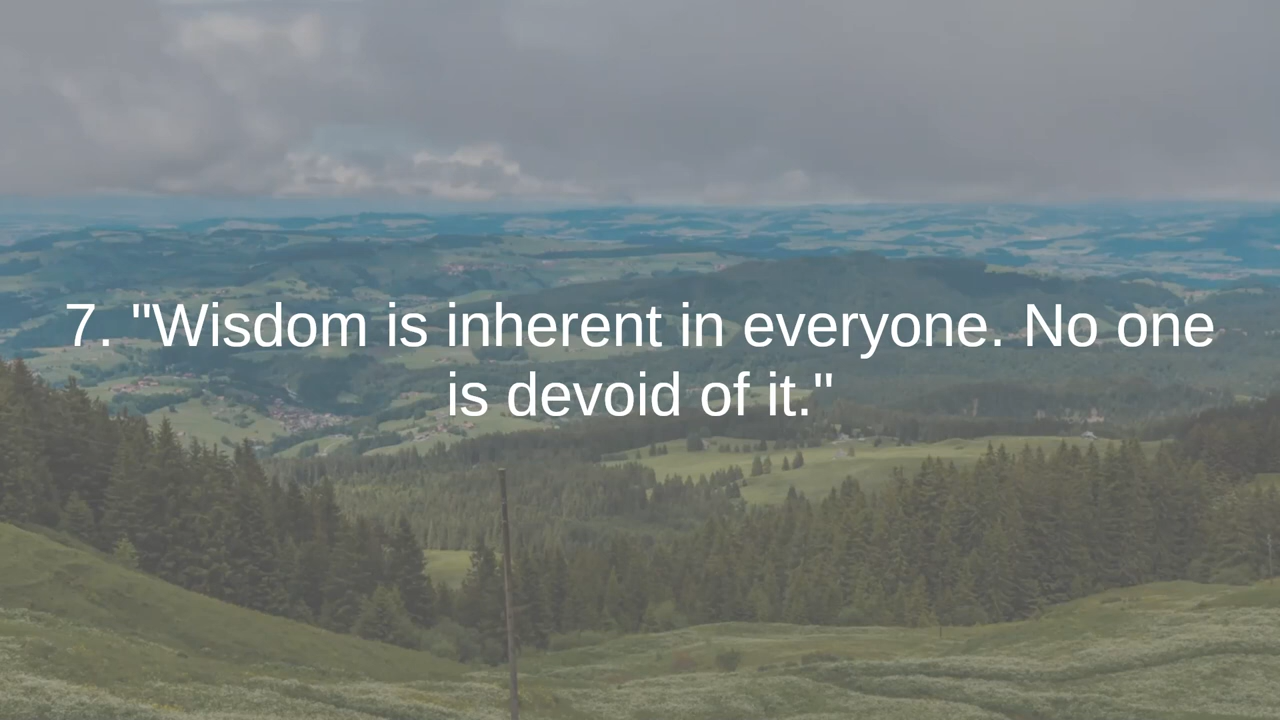 7. "Wisdom is inherent in everyone. No one
is devoid of it."